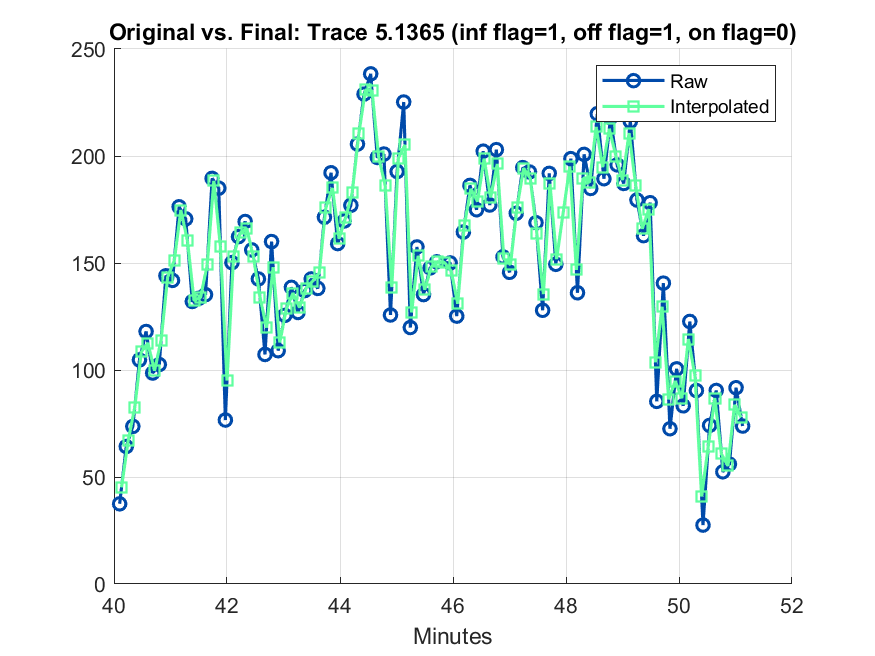 Original vs. Final: Trace 5.1365 (inf flag=1, off flag=1, on flag=0)
250
200
150
100
50
0
Raw
Interpolated
40 42 44 46 48 50 52
Minutes